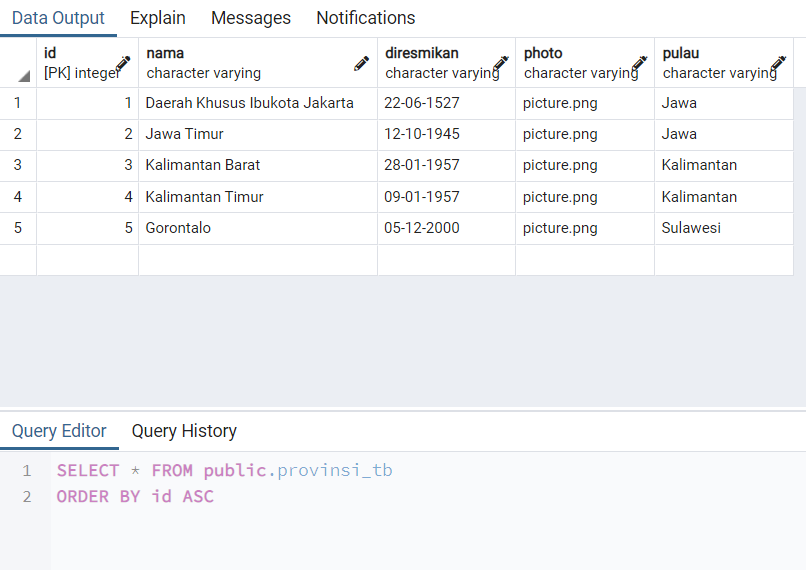 Data Output Explain Messages Notifications
id nama diresmikan photo pulau
[PK] integer character varying character varying character varying character varying
1 1 Daerah Khusus Ibukota Jakarta 22-06-1527 picture.png Jawa
2 2 Jawa Timur 12-10-1945 picture.png Jawa
3 3 Kalimantan Barat 28-01-1957 picture.png Kalimantan
4 4 Kalimantan Timur 09-01-1957 picture.png Kalimantan
5 5 Gorontalo 05-12-2000 picture.png Sulawesi
Query Editor Query History
1 SELECT * FROM public.provinsi_tb
2 ORDER BY id ASC